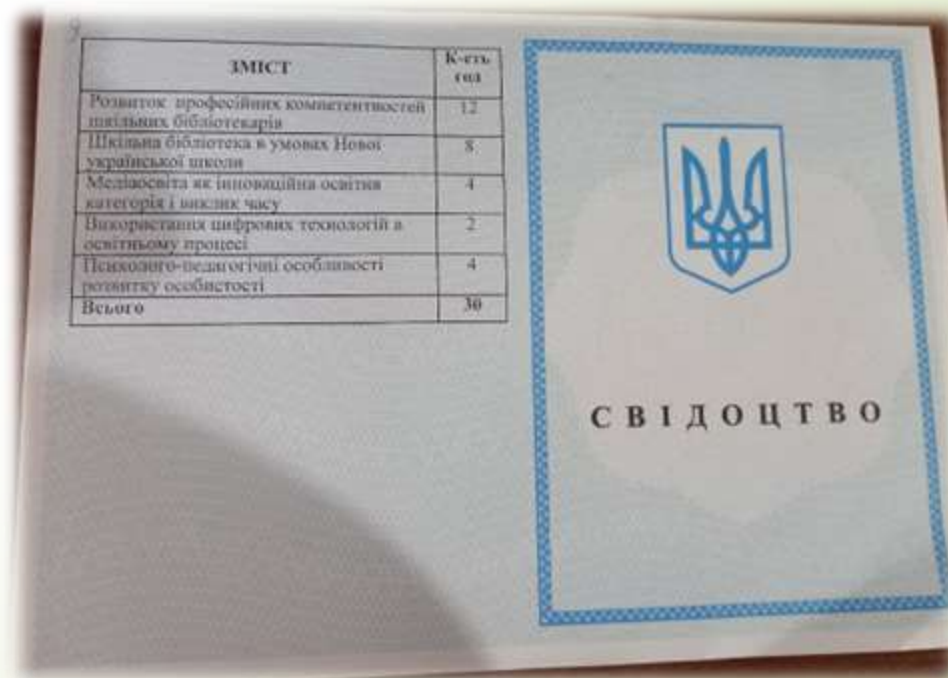 ЗМІСТ
К-сть
год
Розвиток професійних компетентностей
шкільних бібліотекарів
12
Шкільна бібліотека в умовах Нової
української школи
8
Медіаосвіта як інноваційна освітня
категорія і виклик часу
4
Використання цифрових технологій в
освітньому процесі
2
Психолого-педагогічні особливості
розвитку особистості
4
Всього
30
СВІДОЦТВО